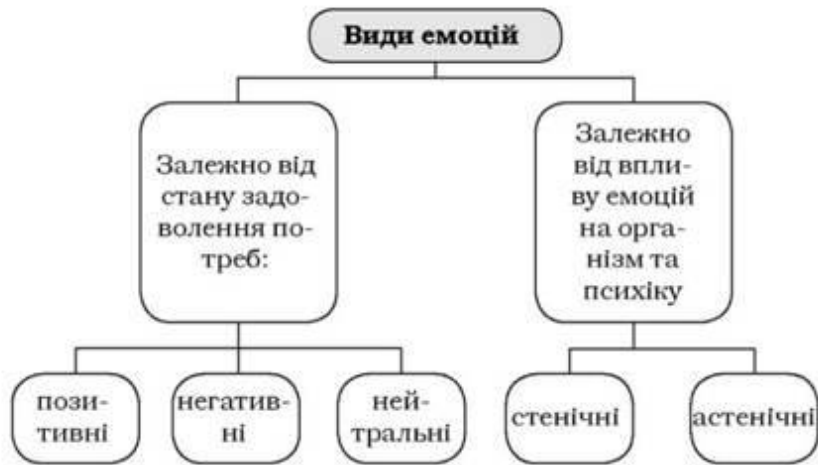 Види емоцій
Залежно від
стану задо-
волення по-
треб:
Залежно
від впли-
ву емоцій
на орга-
нізм та
психіку
пози-
тивні
негатив-
ні
ней-
тральні
стенічні
астенічні